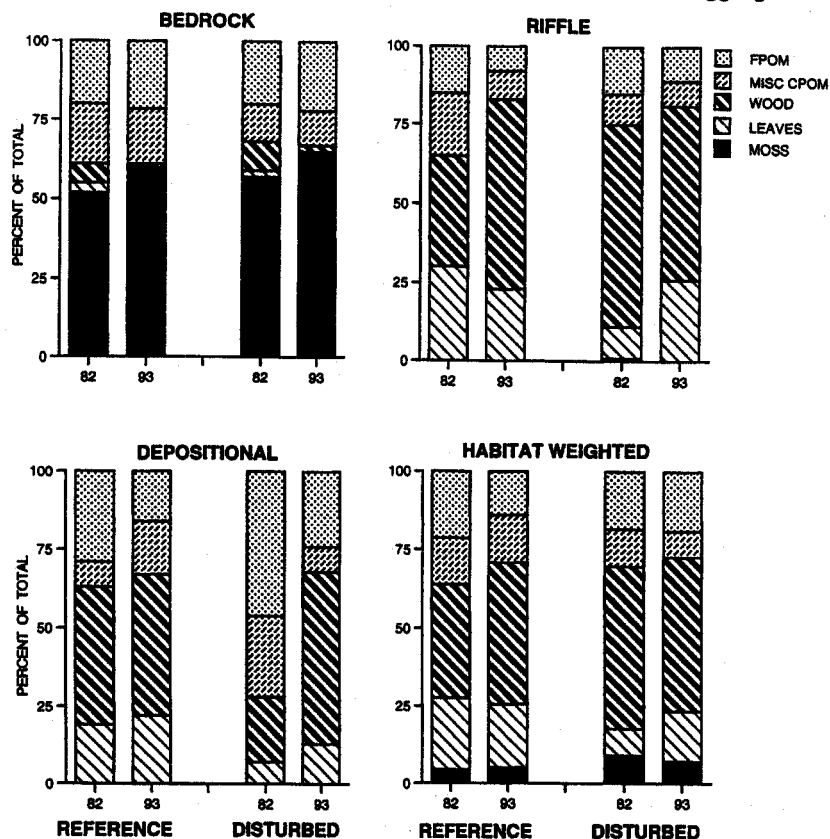 BEDROCK
PERCENT OF TOTAL
100
75
50
25
0
82
93
82
93
RIFFLE
100
75
50
25
0
82
93
82
93
FPOM
MISC CPOM
WOOD
LEAVES
MOSS
DEPOSITIONAL
PERCENT OF TOTAL
100
75
50
25
0
82
93
82
93
REFERENCE
DISTURBED
HABITAT WEIGHTED
100
75
50
25
0
82
93
82
93
REFERENCE
DISTURBED